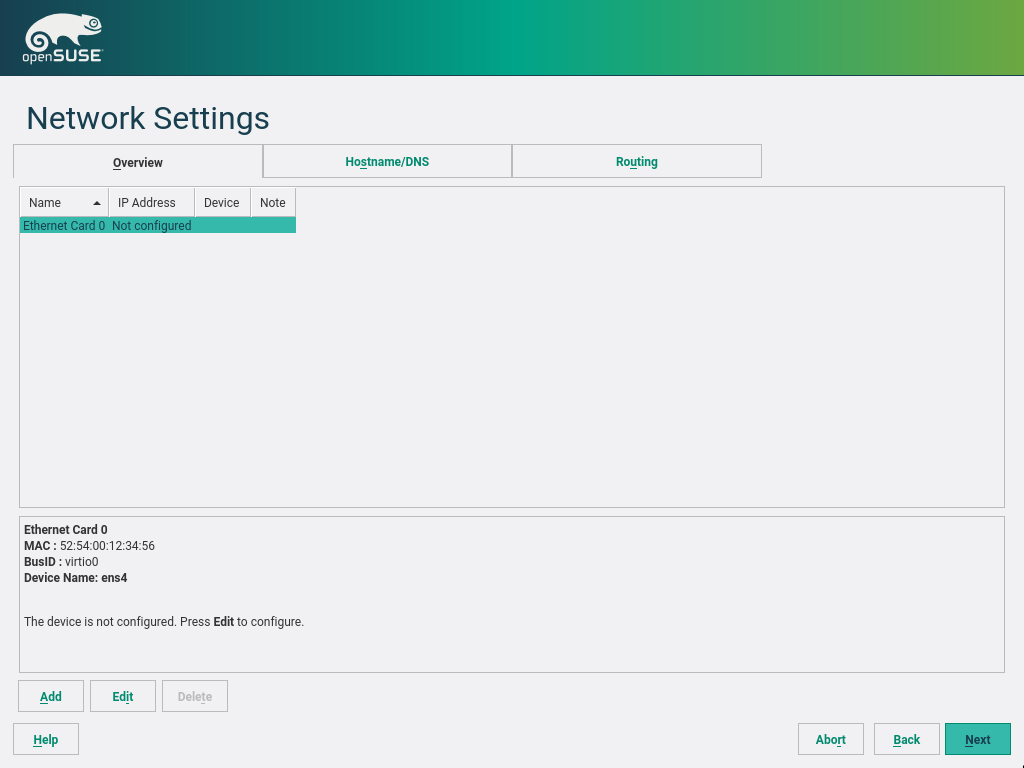 openSUSE
Network Settings
Overview Hostname/DNS Routing
Name IP Address Device Note
Ethernet Card 0 Not configured
Ethernet Card 0
MAC : 52:54:00:12:34:56
BusID : virtio0
Device Name: ens4
The device is not configured. Press Edit to configure.
Add Edit Delete
Help Abort Back Next